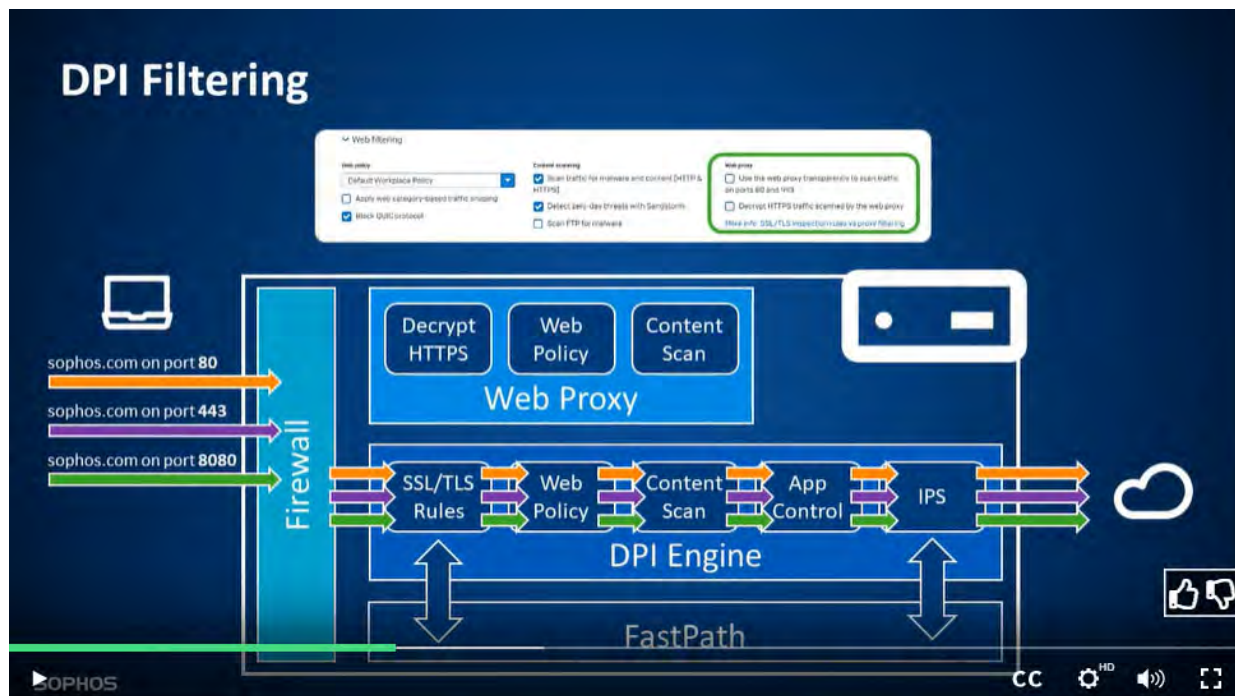 DPI Filtering
Web filtering
Web policy
Default Workplace Policy
Apply web category-based traffic shaping
Block QUIC protocol
Content scanning
Scan traffic for malware and content [HTTP &
HTTPS]
Detect zero-day threats with Sandstorm
Scan FTP for malware
Web proxy
Use the web proxy transparently to scan traffic
on ports 80 and 443
Decrypt HTTPS traffic scanned by the web proxy
More info: SSL/TLS inspection rules vs proxy filtering
sophos.com on port 80
sophos.com on port 443
sophos.com on port 8080
Firewall
Decrypt
HTTPS
Web
Policy
Content
Scan
Web Proxy
SSL/TLS
Rules
Web
Policy
Content
Scan
App
Control
IPS
DPI Engine
FastPath
SOPHOS
CC
HD